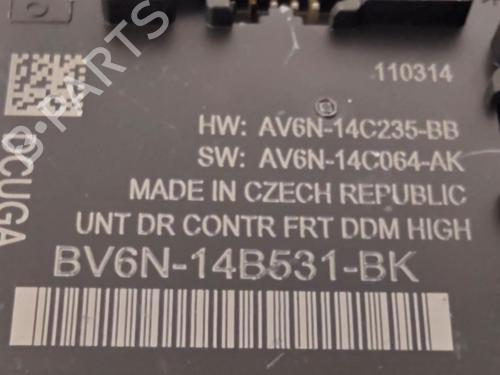 110314
HW: AV6N-14C235-BB
SW: AV6N-14C064-AK
MADE IN CZECH REPUBLIC
UNT DR CONTR FRT DDM HIGH
BV6N-14B531-BK
DCUGA
B-PARTS